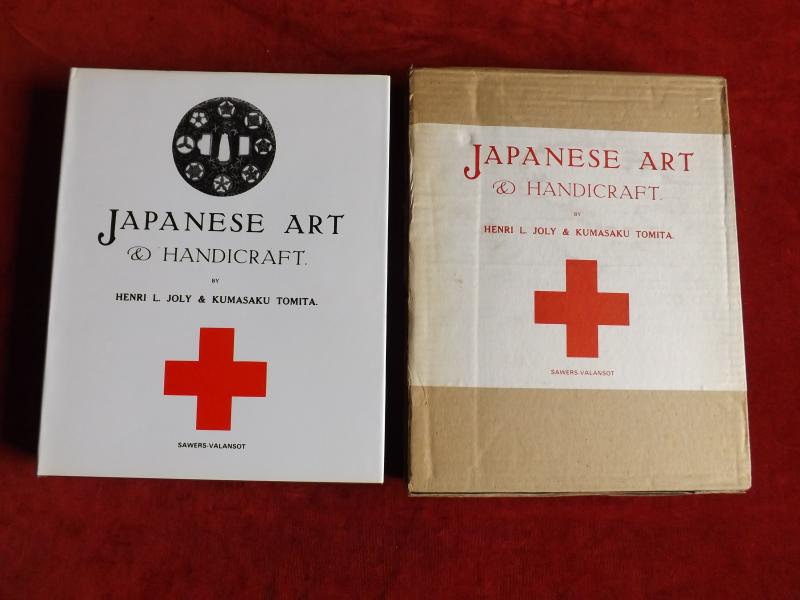 JAPANESE ART
& HANDICRAFT.
BY
HENRI L. JOLY & KUMASAKU TOMITA.
SAWERS-VALANSOT
JAPANESE ART
& HANDICRAFT.
BY
HENRI L. JOLY & KUMASAKU TOMITA.
SAWERS-VALANSOT